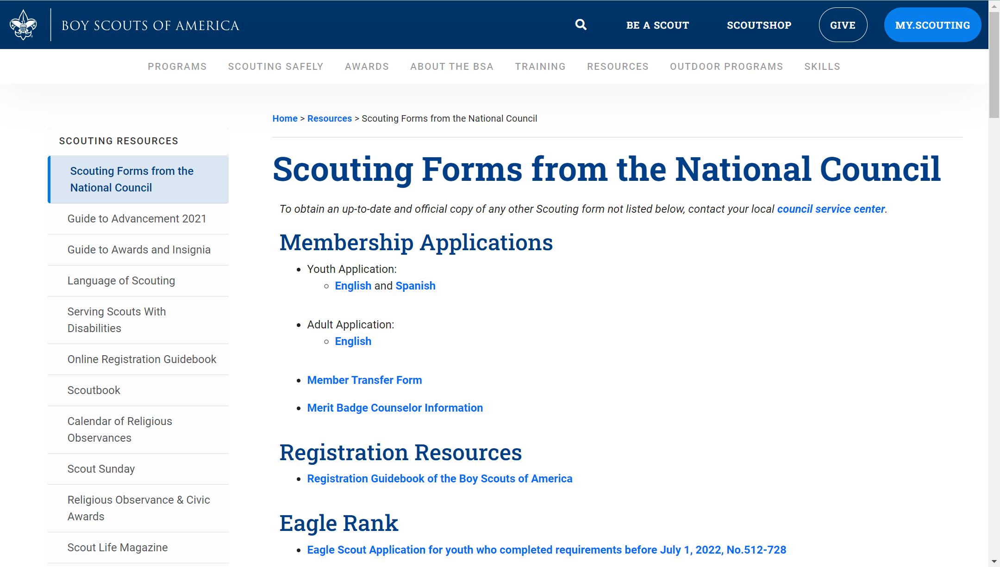 BOY SCOUTS OF AMERICA
BE A SCOUT
SCOUTSHOP
GIVE
MY.SCOUTING
PROGRAMS
SCOUTING SAFELY
AWARDS
ABOUT THE BSA
TRAINING
RESOURCES
OUTDOOR PROGRAMS
SKILLS
SCOUTING RESOURCES
Scouting Forms from the
National Council
Guide to Advancement 2021
Guide to Awards and Insignia
Language of Scouting
Serving Scouts With
Disabilities
Online Registration Guidebook
Scoutbook
Calendar of Religious
Observances
Scout Sunday
Religious Observance & Civic
Awards
Scout Life Magazine
Home > Resources > Scouting Forms from the National Council
Scouting Forms from the National Council
To obtain an up-to-date and official copy of any other Scouting form not listed below, contact your local council service center.
Membership Applications
Youth Application:
English and Spanish
Adult Application:
English
Member Transfer Form
Merit Badge Counselor Information
Registration Resources
Registration Guidebook of the Boy Scouts of America
Eagle Rank
Eagle Scout Application for youth who completed requirements before July 1, 2022, No.512-728